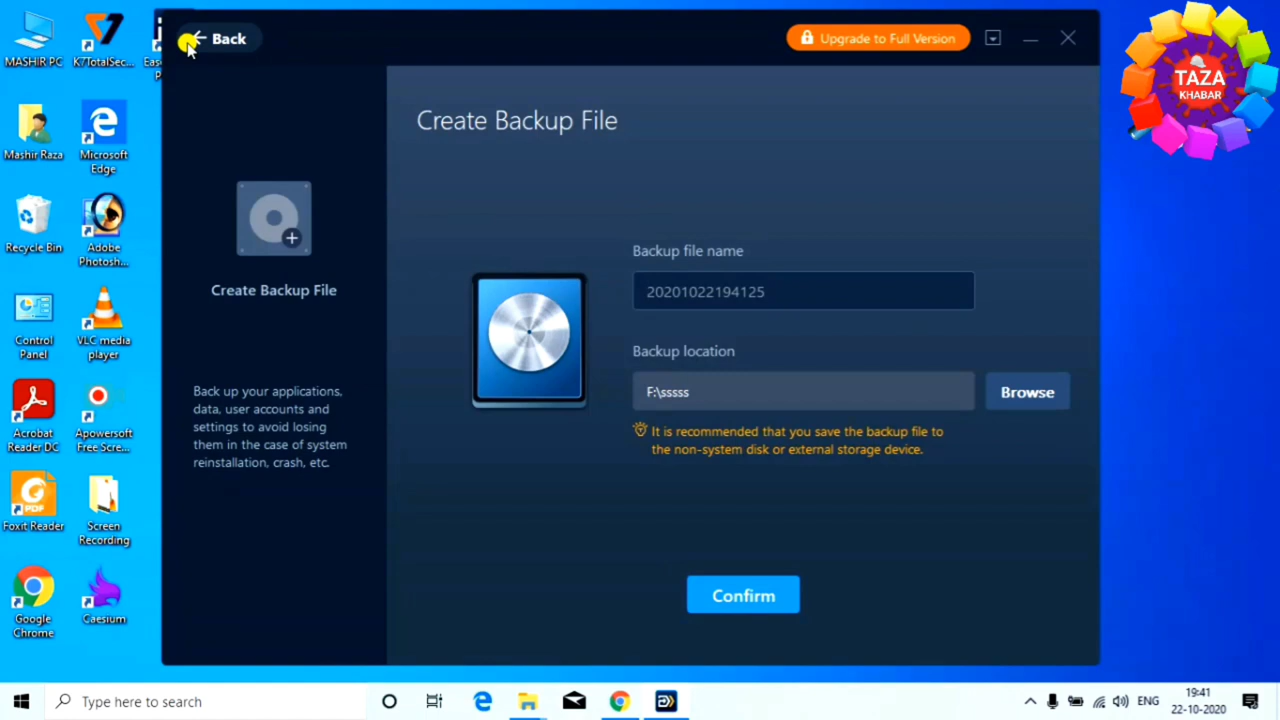 MASHIR PC
K7TotalSec...
Mashir Raza
Microsoft
Edge
Recycle Bin
Adobe
Photosh...
Control
Panel
VLC media
player
Acrobat
Reader DC
Apowersoft
Free Scre...
Foxit Reader
Screen
Recording
Google
Chrome
Caesium
Back
Upgrade to Full Version
Create Backup File
Back up your applications,
data, user accounts and
settings to avoid losing
them in the case of system
reinstallation, crash, etc.
Create Backup File
Backup file name
20201022194125
Backup location
F:\sssss
Browse
It is recommended that you save the backup file to
the non-system disk or external storage device.
Confirm
TAZA
KHABAR
Type here to search
ENG
19:41
22-10-2020